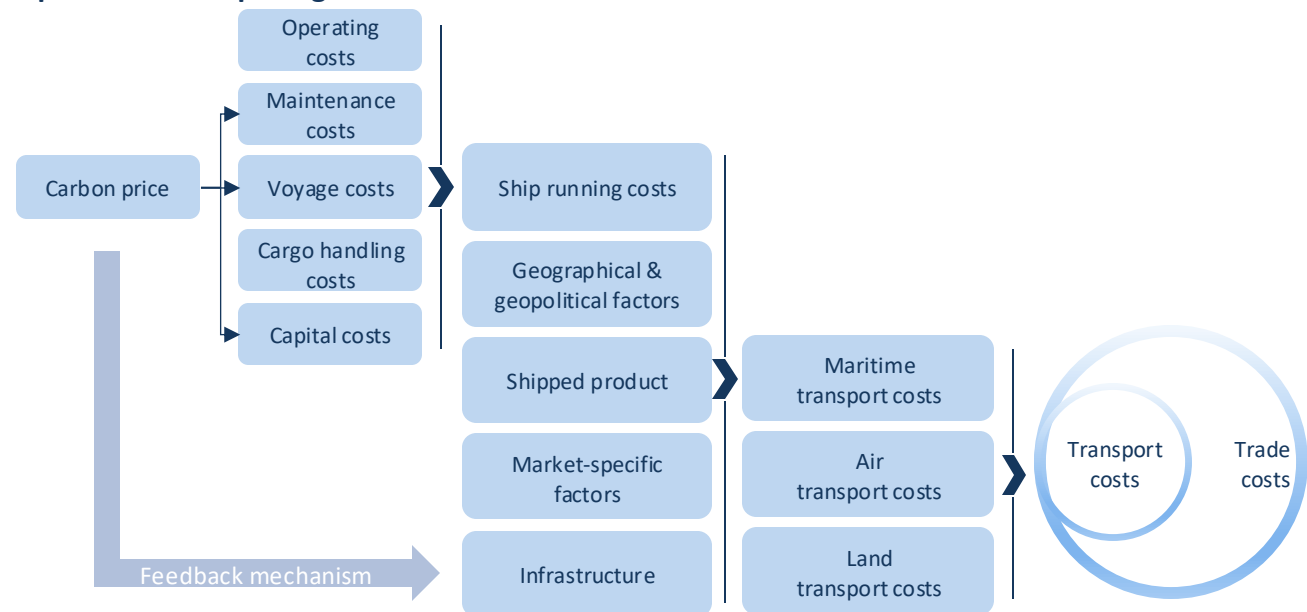 Operating
costs
Maintenance
costs
Carbon price
Voyage costs
Cargo handling
costs
Capital costs
Ship running costs
Geographical &
geopolitical factors
Shipped product
Market-specific
factors
Infrastructure
Feedback mechanism
Maritime
transport costs
Air
transport costs
Land
transport costs
Transport
costs
Trade
costs